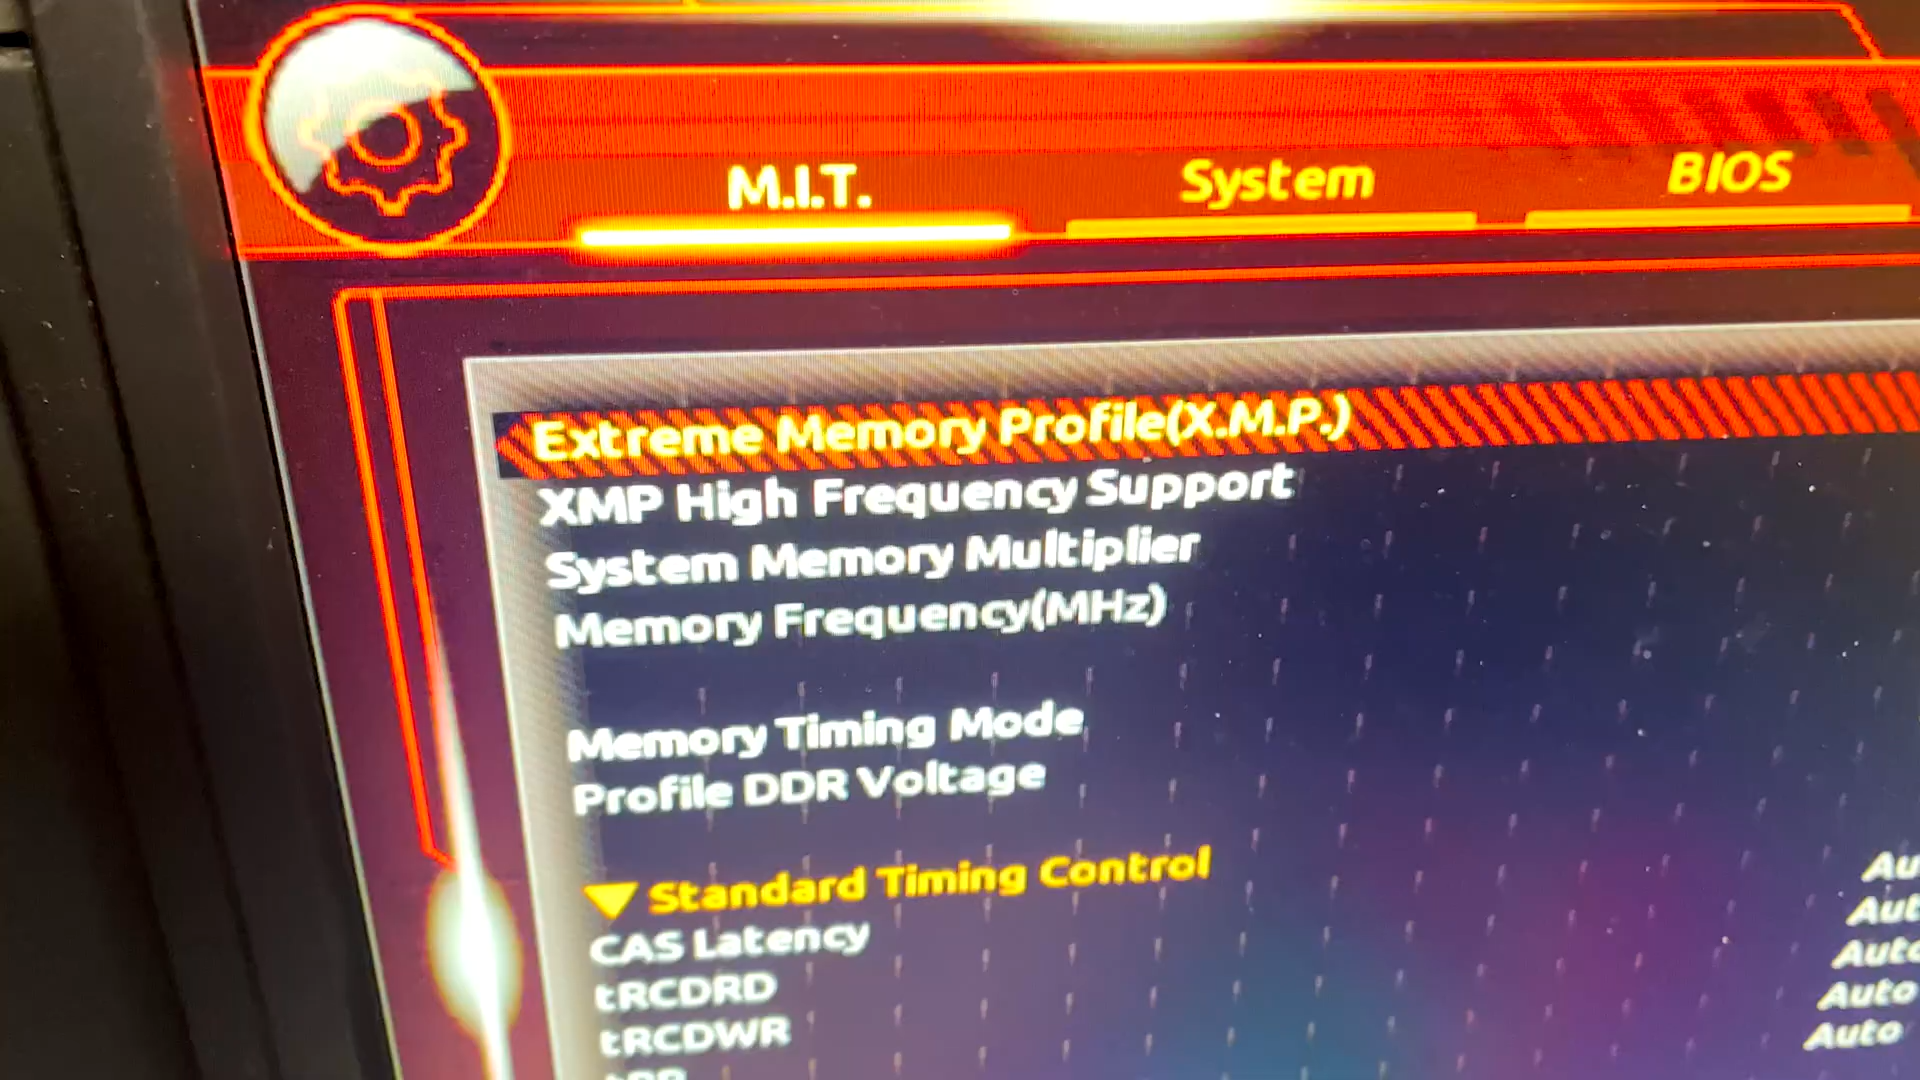 M.I.T. System BIOS
Extreme Memory Profile(X.M.P.)
XMP High Frequency Support
System Memory Multiplier
Memory Frequency(MHz)
Memory Timing Mode
Profile DDR Voltage
▼ Standard Timing Control
CAS Latency
tRCDRD
tRCDWR
Auto
Auto